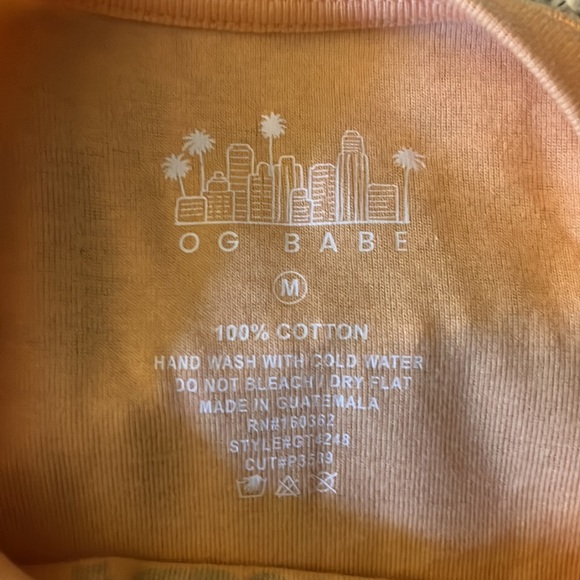 OG BABE
M
100% COTTON
HAND WASH WITH COLD WATER
DO NOT BLEACH / DRY FLAT
MADE IN GUATEMALA
RN#160362
STYLE#GT4248
CUT#P3539